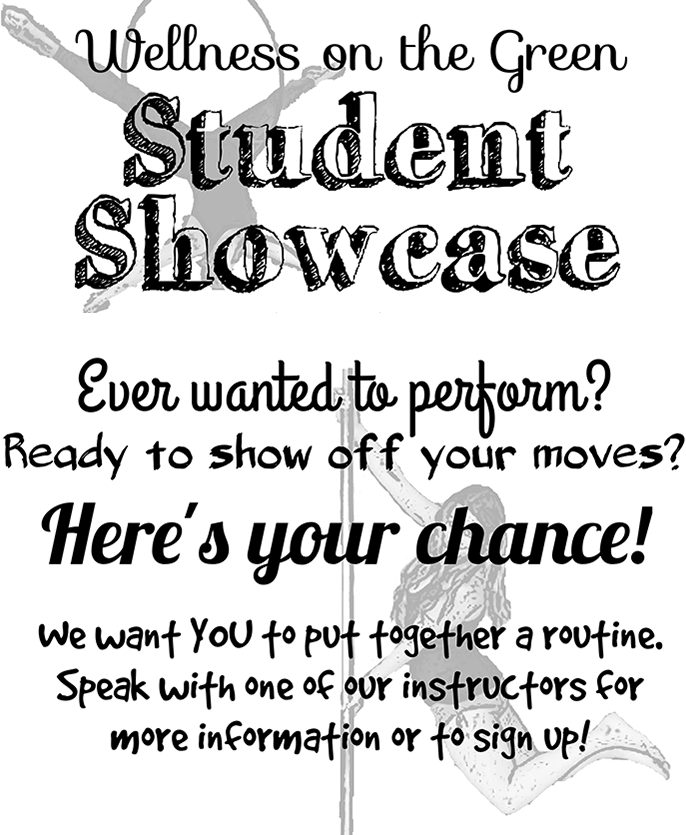 Wellness on the Green
Student
Showcase
Ever wanted to perform?
Ready to show off your moves?
Here's your chance!
We want YOU to put together a routine.
Speak with one of our instructors for
more information or to sign up!